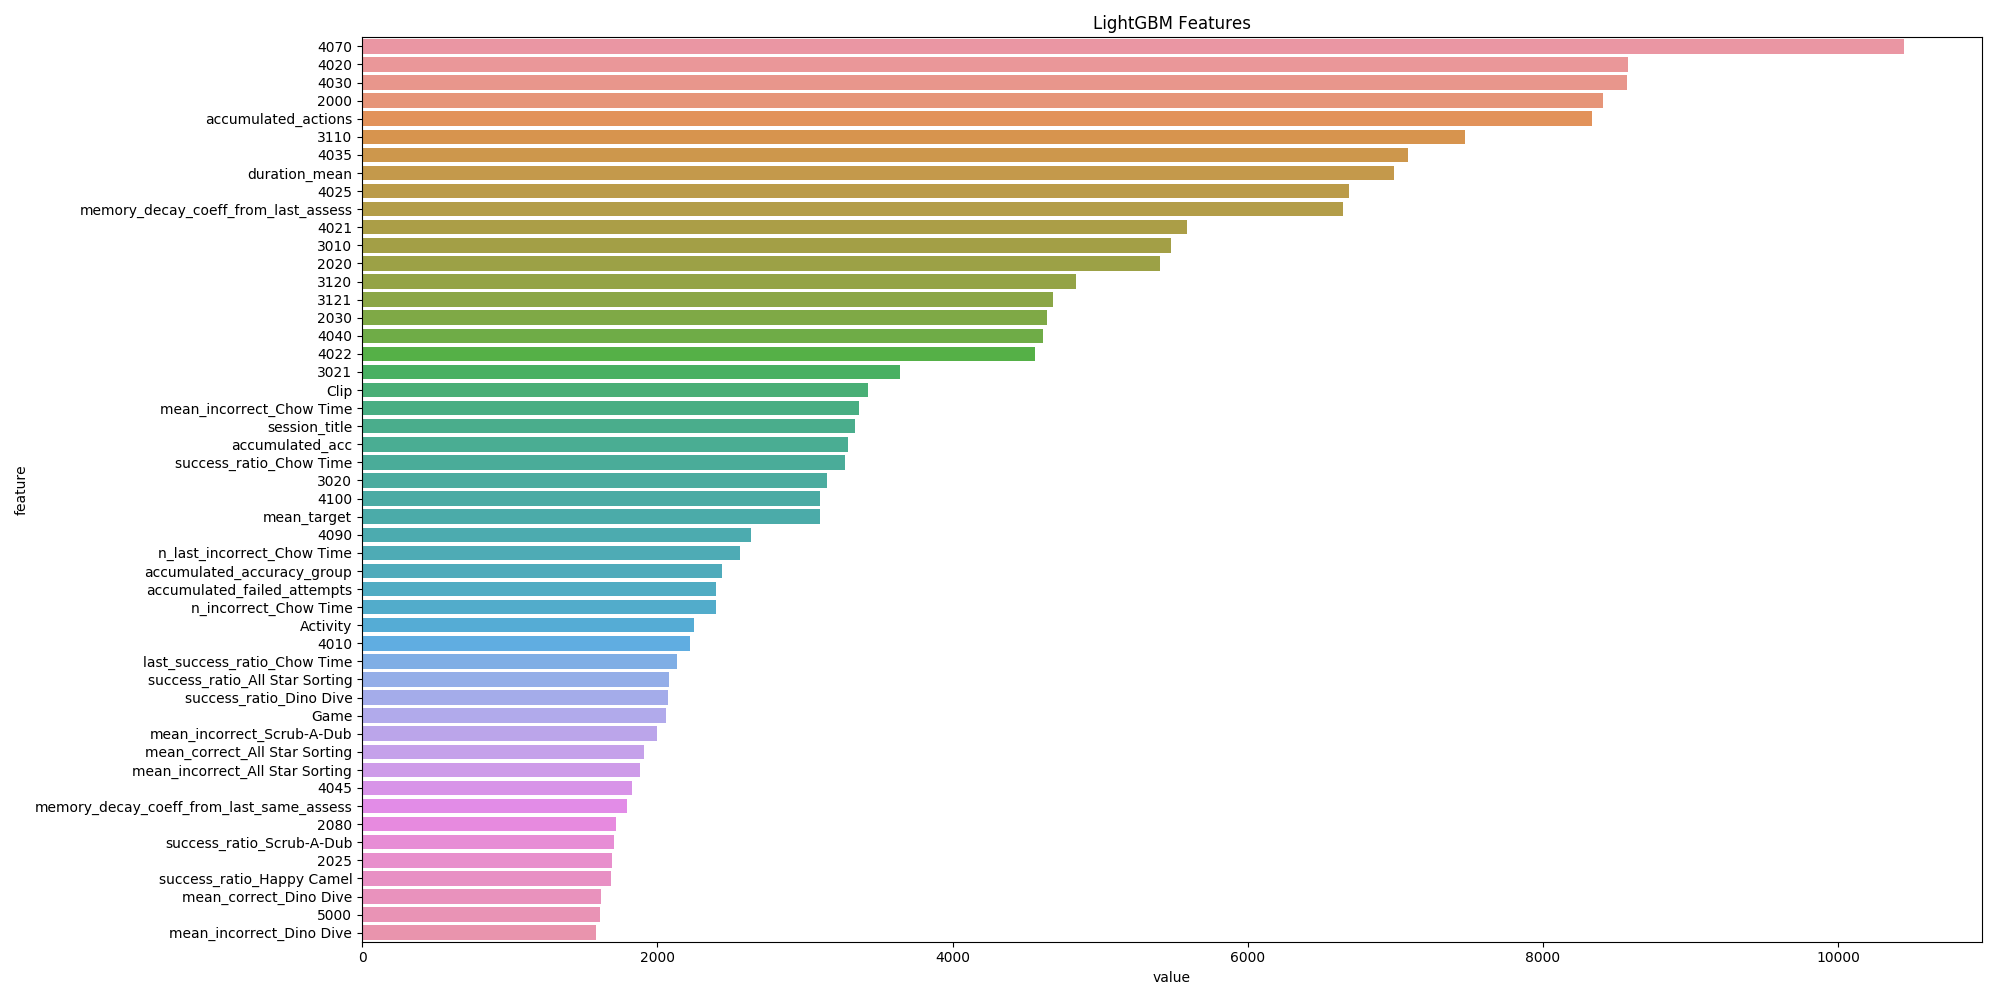 LightGBM Features
4070
4020
4030
2000
accumulated_actions
3110
4035
duration_mean
4025
memory_decay_coeff_from_last_assess
4021
3010
2020
3120
3121
2030
4040
4022
3021
Clip
mean_incorrect_Chow Time
session_title
accumulated_acc
success_ratio_Chow Time
3020
4100
mean_target
4090
n_last_incorrect_Chow Time
accumulated_accuracy_group
accumulated_failed_attempts
n_incorrect_Chow Time
Activity
4010
last_success_ratio_Chow Time
success_ratio_All Star Sorting
success_ratio_Dino Dive
Game
mean_incorrect_Scrub-A-Dub
mean_correct_All Star Sorting
mean_incorrect_All Star Sorting
4045
memory_decay_coeff_from_last_same_assess
2080
success_ratio_Scrub-A-Dub
2025
success_ratio_Happy Camel
mean_correct_Dino Dive
5000
mean_incorrect_Dino Dive
feature
0 2000 4000 6000 8000 10000
value